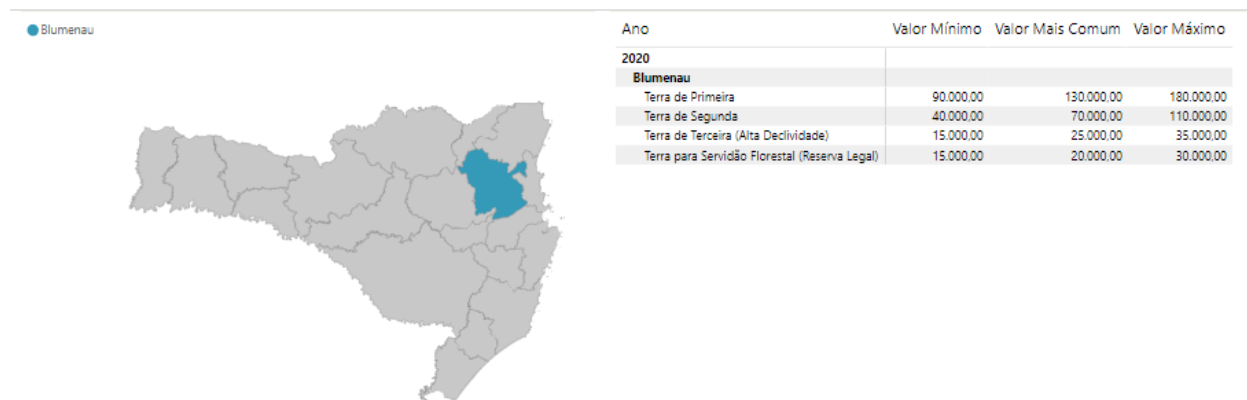 Blumenau
Ano Valor Mínimo Valor Mais Comum Valor Máximo
2020
Blumenau
Terra de Primeira 90.000,00 130.000,00 180.000,00
Terra de Segunda 40.000,00 70.000,00 110.000,00
Terra de Terceira (Alta Declividade) 15.000,00 25.000,00 35.000,00
Terra para Servidão Florestal (Reserva Legal) 15.000,00 20.000,00 30.000,00